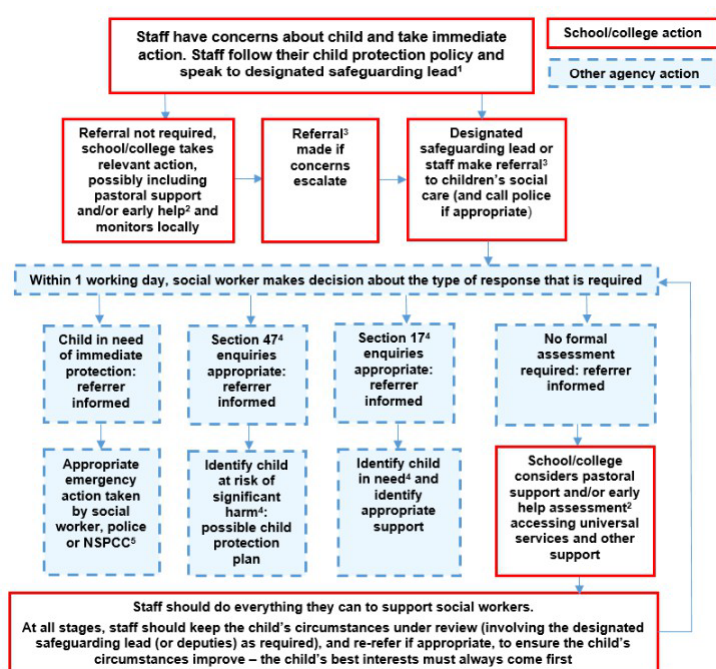 Staff have concerns about child and take immediate
action. Staff follow their child protection policy and
speak to designated safeguarding lead¹
School/college action
Other agency action
Referral not required,
school/college takes
relevant action,
possibly including
pastoral support
and/or early help² and
monitors locally
Referral³
made if
concerns
escalate
Designated
safeguarding lead or
staff make referral³
to children's social
care (and call police
if appropriate)
Within 1 working day, social worker makes decision about the type of response that is required
Child in need
of immediate
protection:
referrer
informed
Section 47⁴
enquiries
appropriate:
referrer
informed
Section 17⁴
enquiries
appropriate:
referrer
informed
No formal
assessment
required: referrer
informed
Appropriate
emergency
action taken
by social
worker, police
or NSPCC⁵
Identify child
at risk of
significant
harm⁴:
possible child
protection
plan
Identify child
in need⁴ and
identify
appropriate
support
School/college
considers pastoral
support and/or early
help assessment²
accessing universal
services and other
support
Staff should do everything they can to support social workers.
At all stages, staff should keep the child's circumstances under review (involving the designated
safeguarding lead (or deputies) as required), and re-refer if appropriate, to ensure the child's
circumstances improve – the child's best interests must always come first